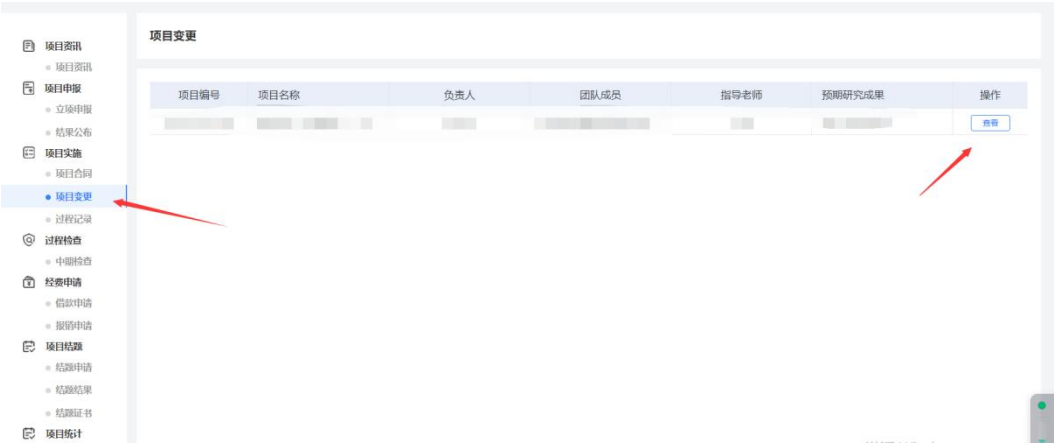 项目变更
项目资讯
项目资讯
项目申报
立项申报
结果公布
项目实施
项目合同
项目变更
过程记录
过程检查
中期检查
经费申请
借款申请
报销申请
项目结题
结题申请
结题结果
结题证书
项目统计
项目编号 项目名称 负责人 团队成员 指导老师 预期研究成果 操作
查看